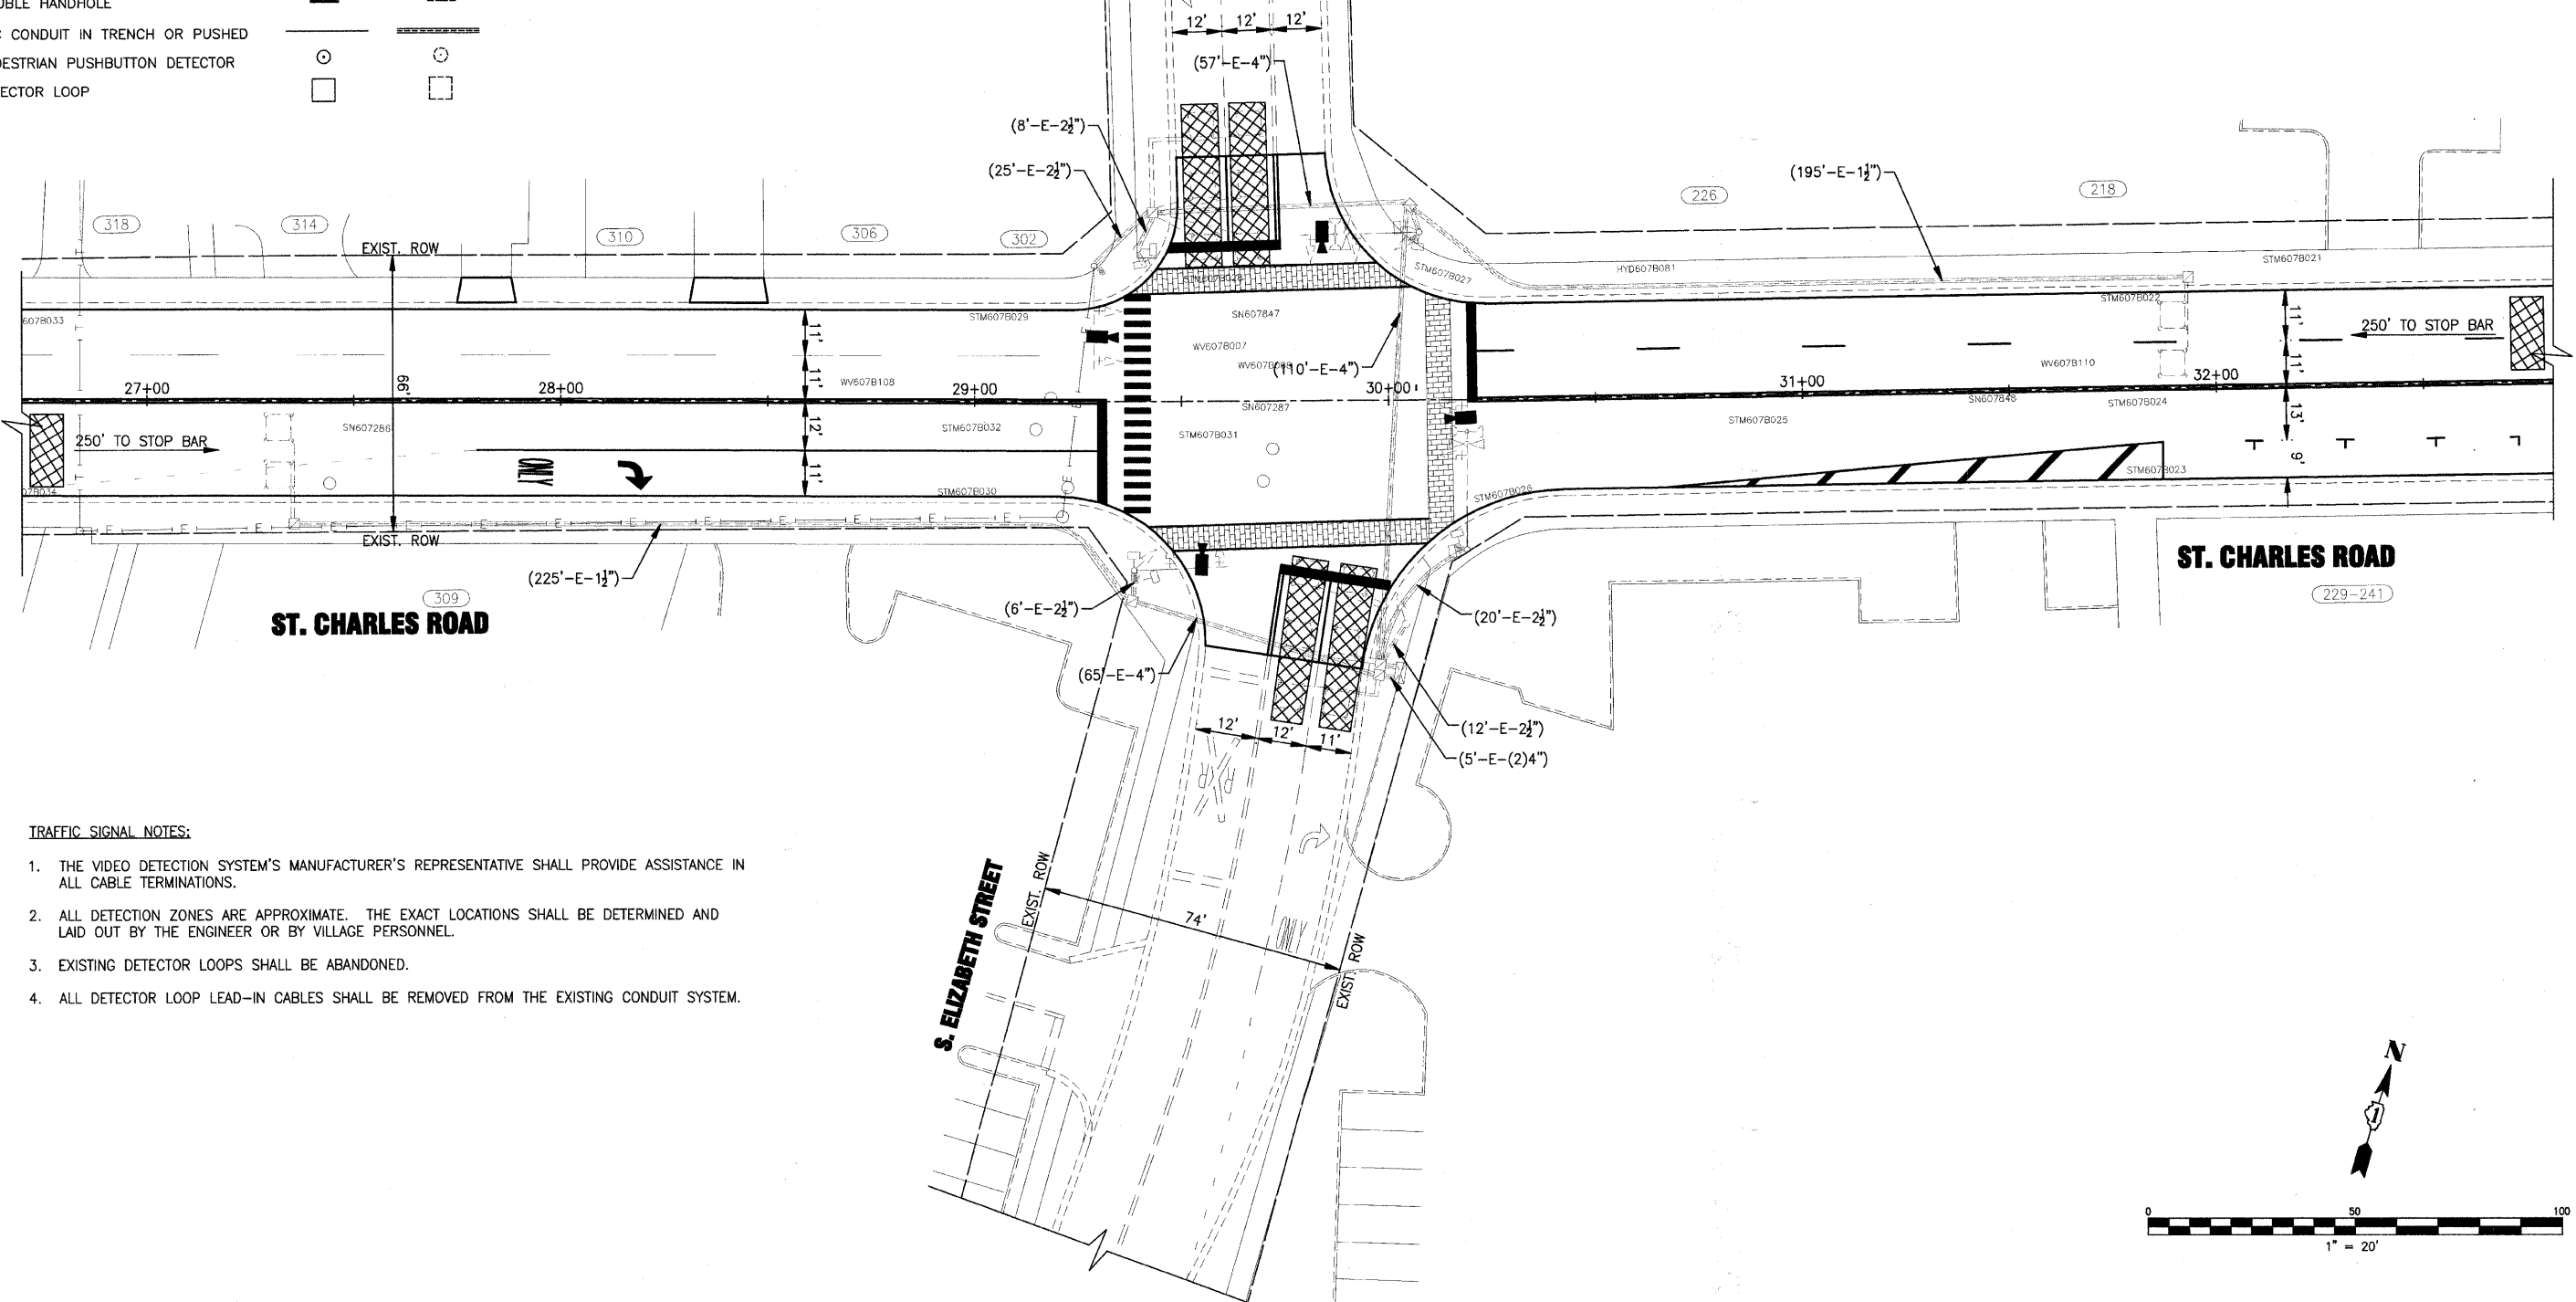 UBLE HANDHOLE
C CONDUIT IN TRENCH OR PUSHED
DESTRIAN PUSHBUTTON DETECTOR
ECTOR LOOP
12' 12' 12'
(57'-E-4")
(8'-E-2½")
(25'-E-2½")
(195'-E-1½")
318
314
310
306
302
226
218
EXIST. ROW
STM607B028
STM607B027
HYD607B081
STM607B021
STM607B022
607B033
STM607B029
SN607847
11'
11'
250' TO STOP BAR
WV607B007
WV607B110
(110'-E-4")
66'
11'
11'
WV607B108
27+00
28+00
29+00
30+00
31+00
32+00
SN607287
SN607848
STM607B024
SN607286
STM607B032
STM607B031
STM607B025
12'
13'
250' TO STOP BAR
ONLY
11'
9'
STM607B023
07B034
STM607B030
STM607B026
E E E E E E E E E E E E E
EXIST. ROW
(225'-E-1½")
309
ST. CHARLES ROAD
ST. CHARLES ROAD
229-241
(6'-E-2½")
(20'-E-2½")
(65'-E-4")
(12'-E-2½")
(5'-E-(2)4")
12' 12' 11'
R R
TRAFFIC SIGNAL NOTES:
1. THE VIDEO DETECTION SYSTEM'S MANUFACTURER'S REPRESENTATIVE SHALL PROVIDE ASSISTANCE IN
ALL CABLE TERMINATIONS.
2. ALL DETECTION ZONES ARE APPROXIMATE. THE EXACT LOCATIONS SHALL BE DETERMINED AND
LAID OUT BY THE ENGINEER OR BY VILLAGE PERSONNEL.
3. EXISTING DETECTOR LOOPS SHALL BE ABANDONED.
4. ALL DETECTOR LOOP LEAD-IN CABLES SHALL BE REMOVED FROM THE EXISTING CONDUIT SYSTEM.
S. ELIZABETH STREET
EXIST. ROW
74'
ONLY
EXIST. ROW
N
1
0 50 100
1" = 20'